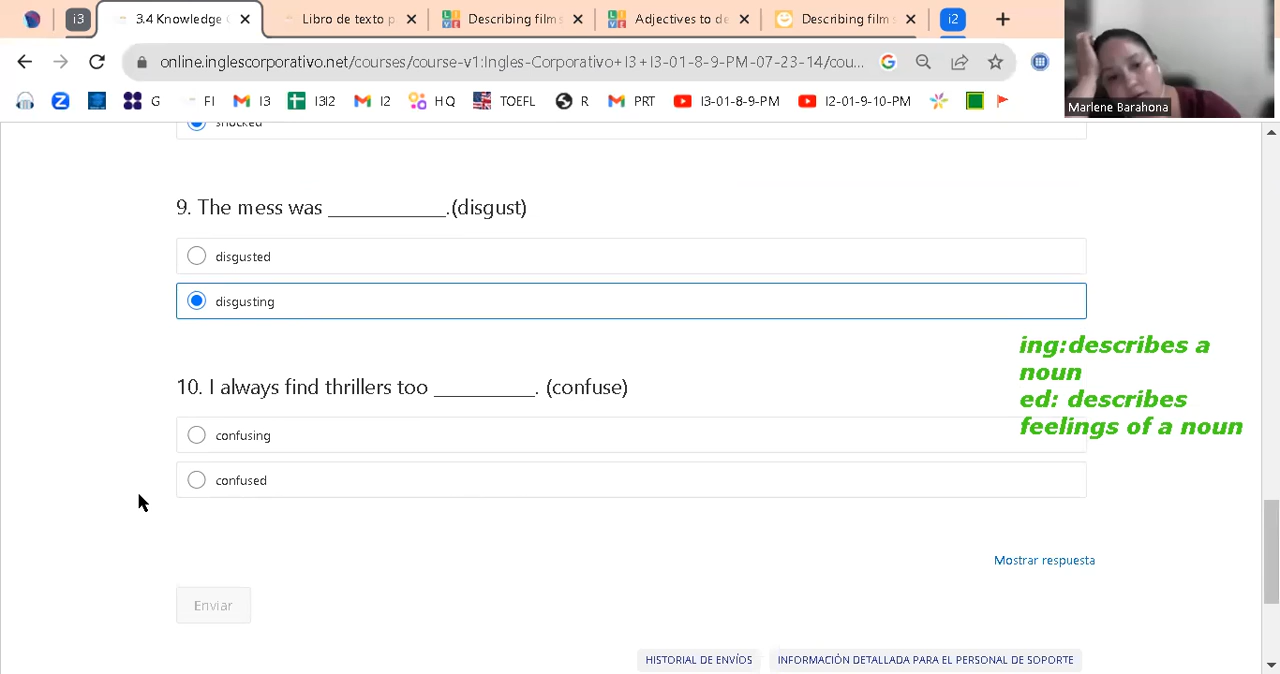 i3
3.4 Knowledge
Libro de texto p
Describing film
Adjectives to de
Describing film
i2
online.inglescorporativo.net/courses/course-v1:Ingles-Corporativo+I3+I3-01-8-9-PM-07-23-14/cou...
G
FI
I3
I3I2
I2
HQ
TOEFL
R
PRT
I3-01-8-9-PM
I2-01-9-10-PM
Marlene Barahona
shocked
9. The mess was ____________.(disgust)
disgusted
disgusting
ing:describes a
noun
ed: describes
feelings of a noun
10. I always find thrillers too __________. (confuse)
confusing
confused
Mostrar respuesta
Enviar
HISTORIAL DE ENVÍOS
INFORMACIÓN DETALLADA PARA EL PERSONAL DE SOPORTE